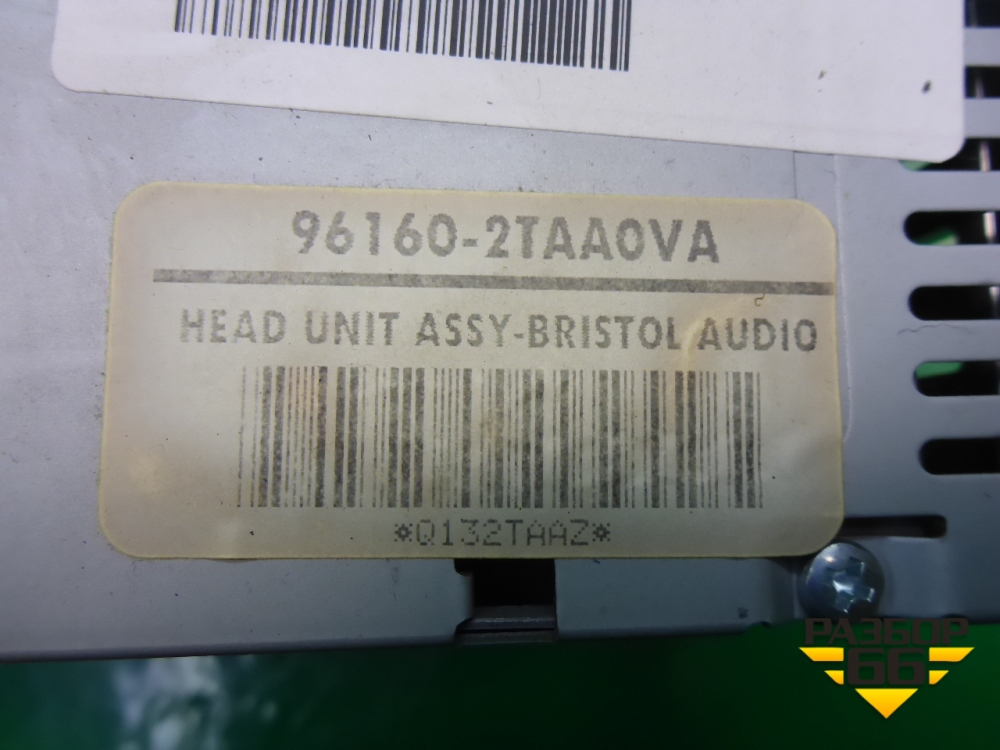 96160-2TAA0VA
HEAD UNIT ASSY-BRISTOL AUDIO
*Q132TAAZ*
РАЗБОР
66